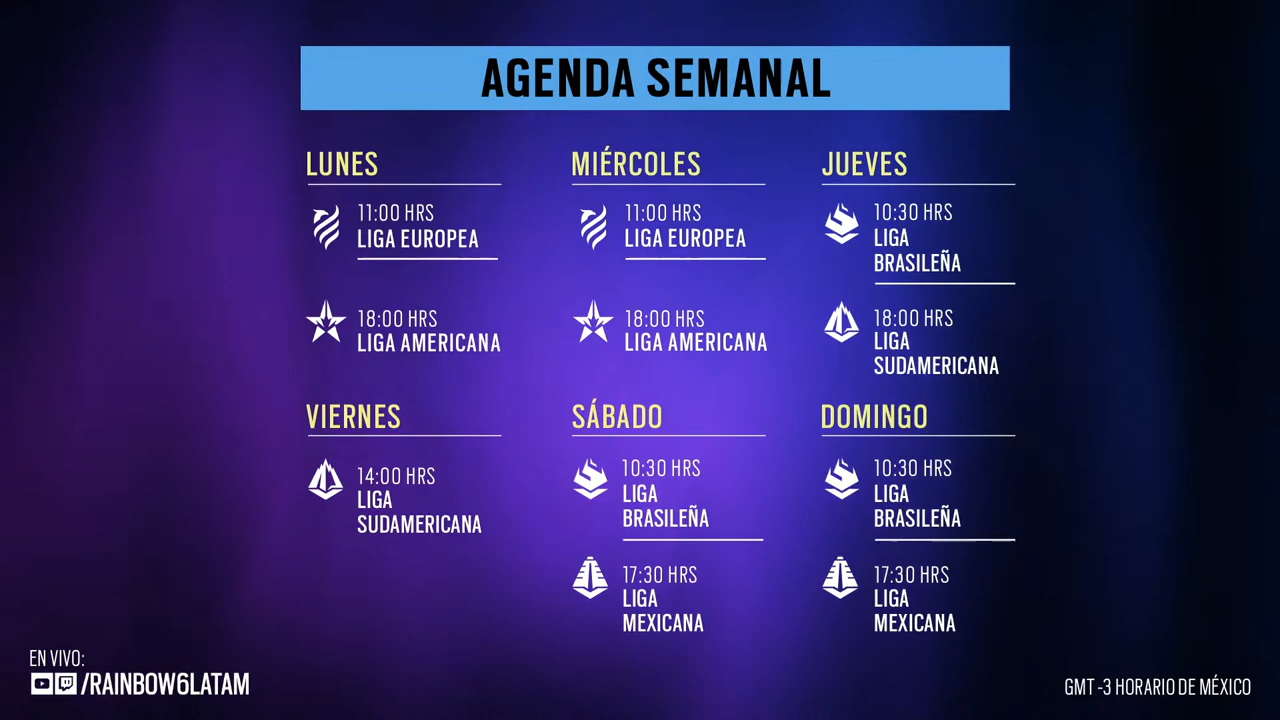 AGENDA SEMANAL
LUNES
11:00 HRS
LIGA EUROPEA
18:00 HRS
LIGA AMERICANA
MIÉRCOLES
11:00 HRS
LIGA EUROPEA
18:00 HRS
LIGA AMERICANA
JUEVES
10:30 HRS
LIGA
BRASILEÑA
18:00 HRS
LIGA
SUDAMERICANA
VIERNES
14:00 HRS
LIGA
SUDAMERICANA
SÁBADO
10:30 HRS
LIGA
BRASILEÑA
17:30 HRS
LIGA
MEXICANA
DOMINGO
10:30 HRS
LIGA
BRASILEÑA
17:30 HRS
LIGA
MEXICANA
EN VIVO:
/RAINBOW6LATAM
GMT -3 HORARIO DE MÉXICO